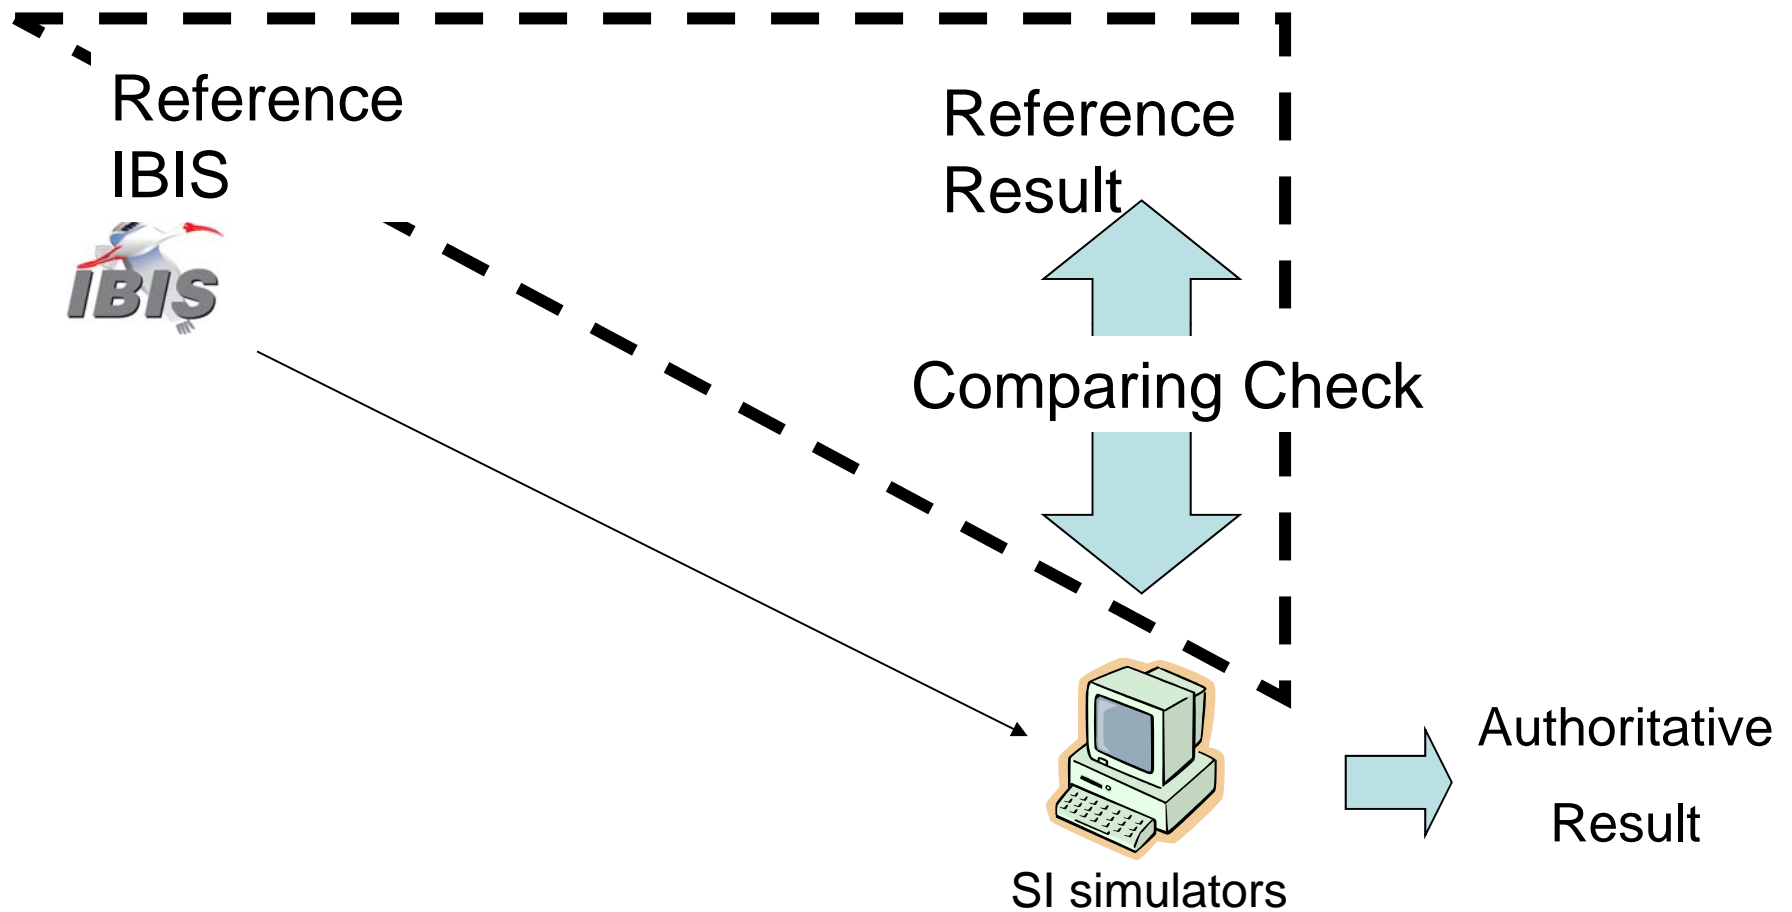 Reference
IBIS
IBIS
Reference
Result
Comparing Check
Authoritative
Result
SI simulators